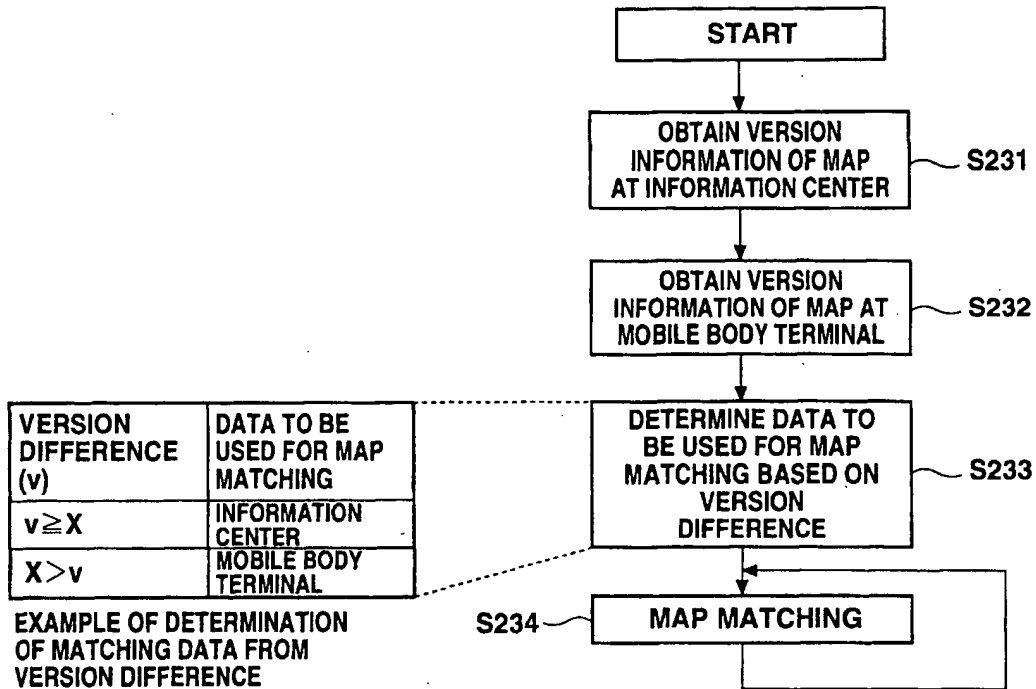 START
OBTAIN VERSION
INFORMATION OF MAP
AT INFORMATION CENTER
S231
OBTAIN VERSION
INFORMATION OF MAP AT
MOBILE BODY TERMINAL
S232
DETERMINE DATA TO
BE USED FOR MAP
MATCHING BASED ON
VERSION
DIFFERENCE
S233
VERSION
DIFFERENCE
(v)
DATA TO BE
USED FOR MAP
MATCHING
v≧X
INFORMATION
CENTER
X>v
MOBILE BODY
TERMINAL
EXAMPLE OF DETERMINATION
OF MATCHING DATA FROM
VERSION DIFFERENCE
S234
MAP MATCHING